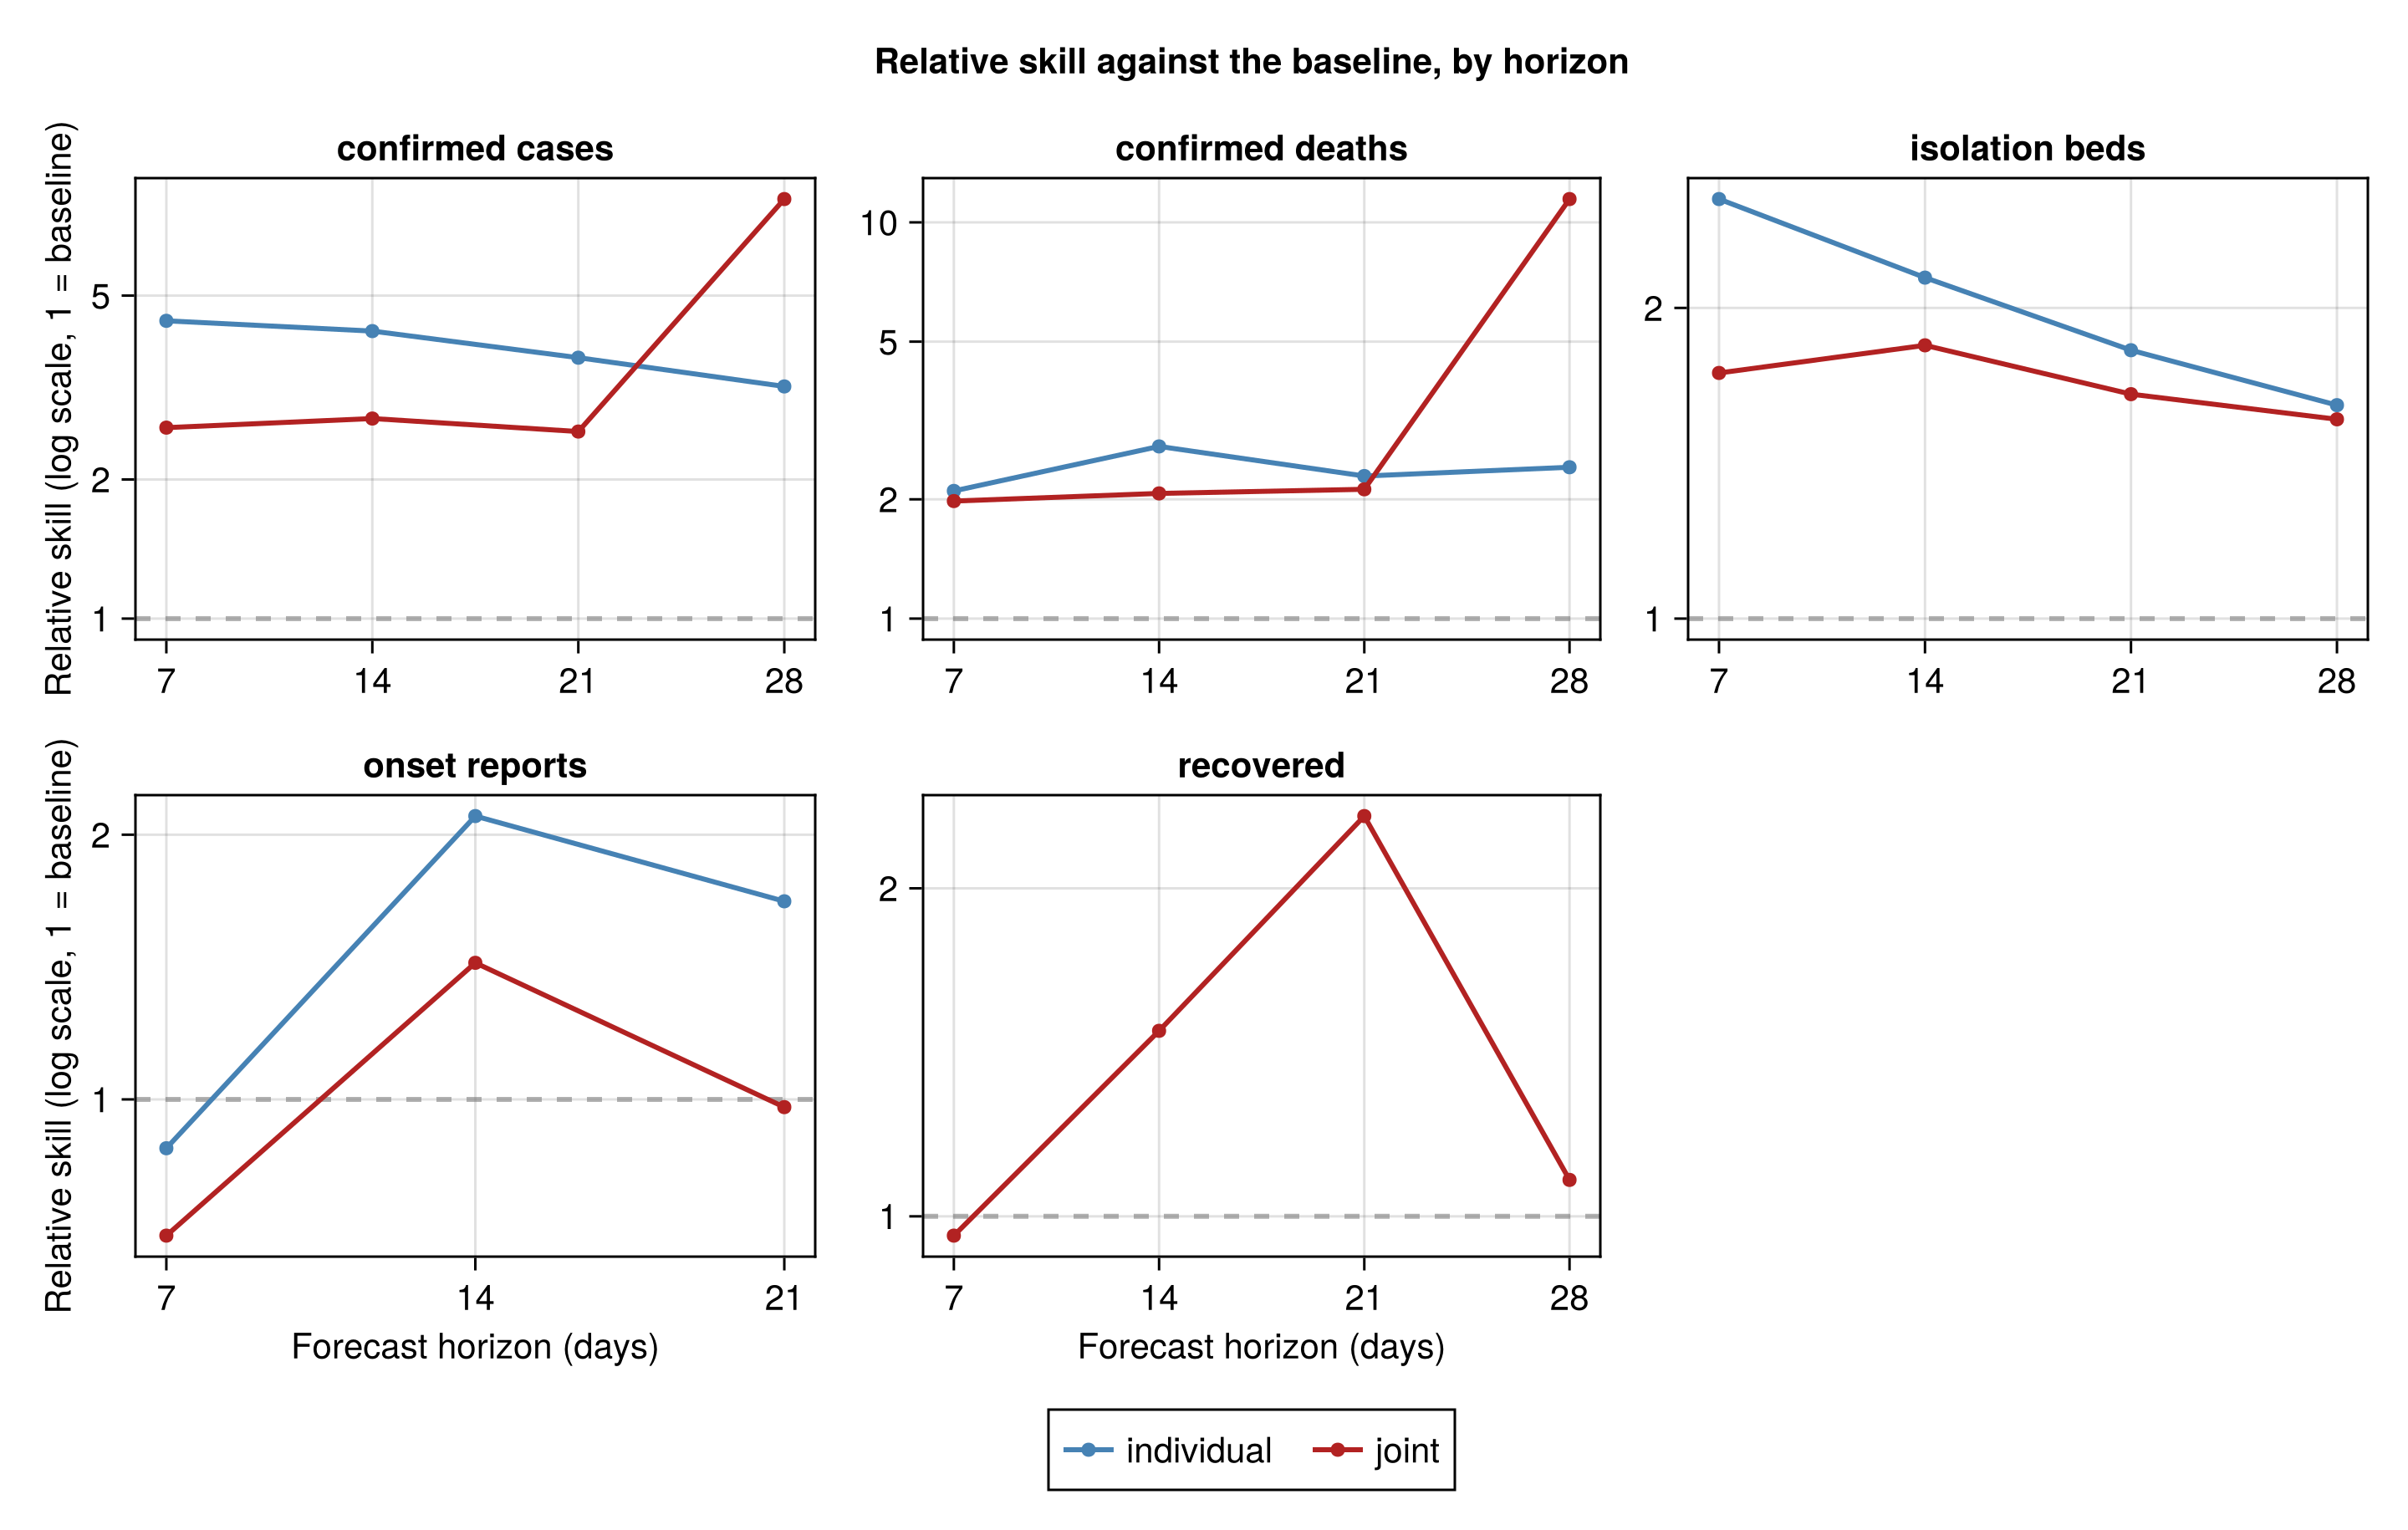 Relative skill against the baseline, by horizon
confirmed cases
confirmed deaths
isolation beds
Relative skill (log scale, 1 = baseline)
5
2
1
7 14 21 28
10
5
2
1
7 14 21 28
2
1
7 14 21 28
onset reports
recovered
Relative skill (log scale, 1 = baseline)
2
1
7 14 21
Forecast horizon (days)
2
1
7 14 21 28
Forecast horizon (days)
individual joint